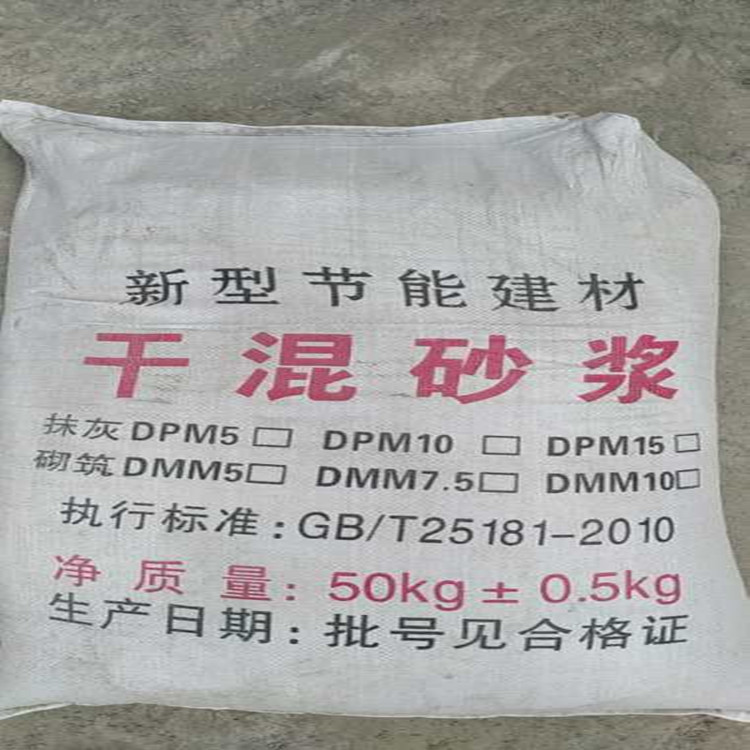 新型节能建材
干混砂浆
抹灰DPM5□ DPM10 □ DPM15□
砌筑DMM5□ DMM7.5□ DMM10□
执行标准:GB/T25181-2010
净质量:50kg±0.5kg
生产日期:批号见合格证